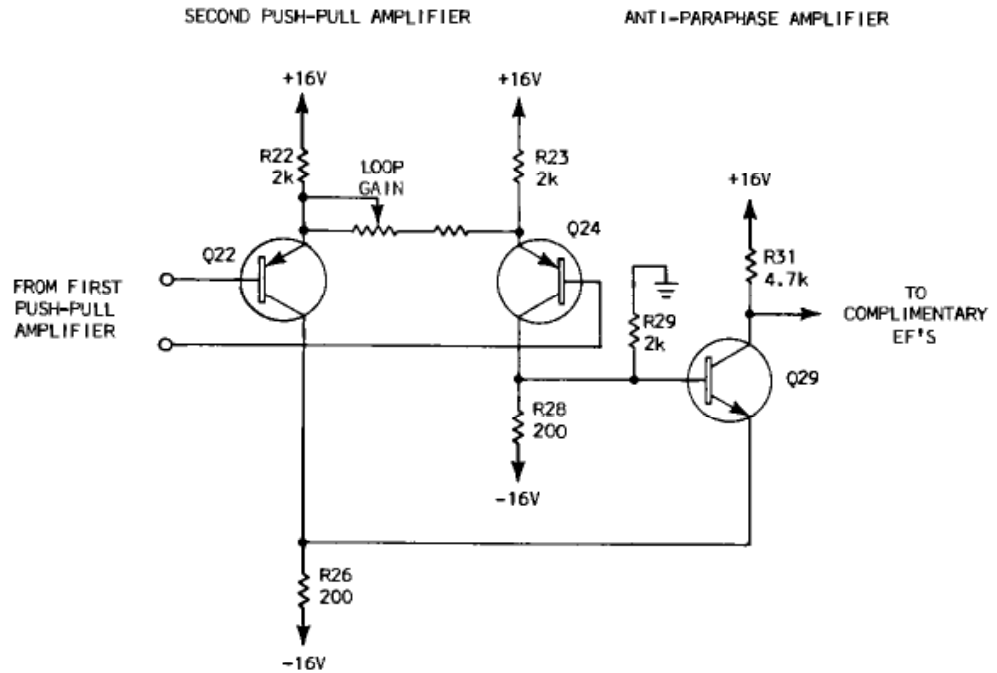 SECOND PUSH-PULL AMPLIFIER
ANTI-PARAPHASE AMPLIFIER
+16V
+16V
R22
2k
LOOP
GAIN
R23
2k
+16V
Q22
Q24
R31
4.7k
FROM FIRST
PUSH-PULL
AMPLIFIER
R29
2k
TO
COMPLIMENTARY
EF'S
Q29
R28
200
-16V
R26
200
-16V